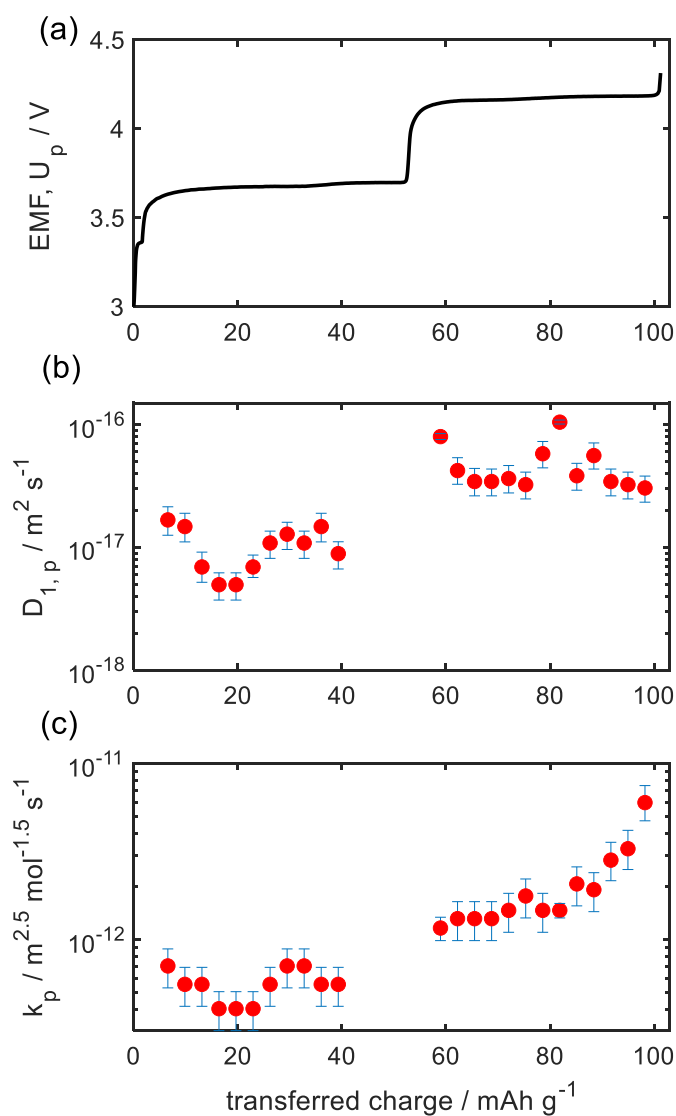 (a)
4.5
4
3.5
3
EMF, U_p / V
0 20 40 60 80 100
(b)
10^-16
10^-17
10^-18
D_1, p / m^2 s^-1
0 20 40 60 80 100
(c)
10^-11
10^-12
k_p / m^2.5 mol^-1.5 s^-1
0 20 40 60 80 100
transferred charge / mAh g^-1